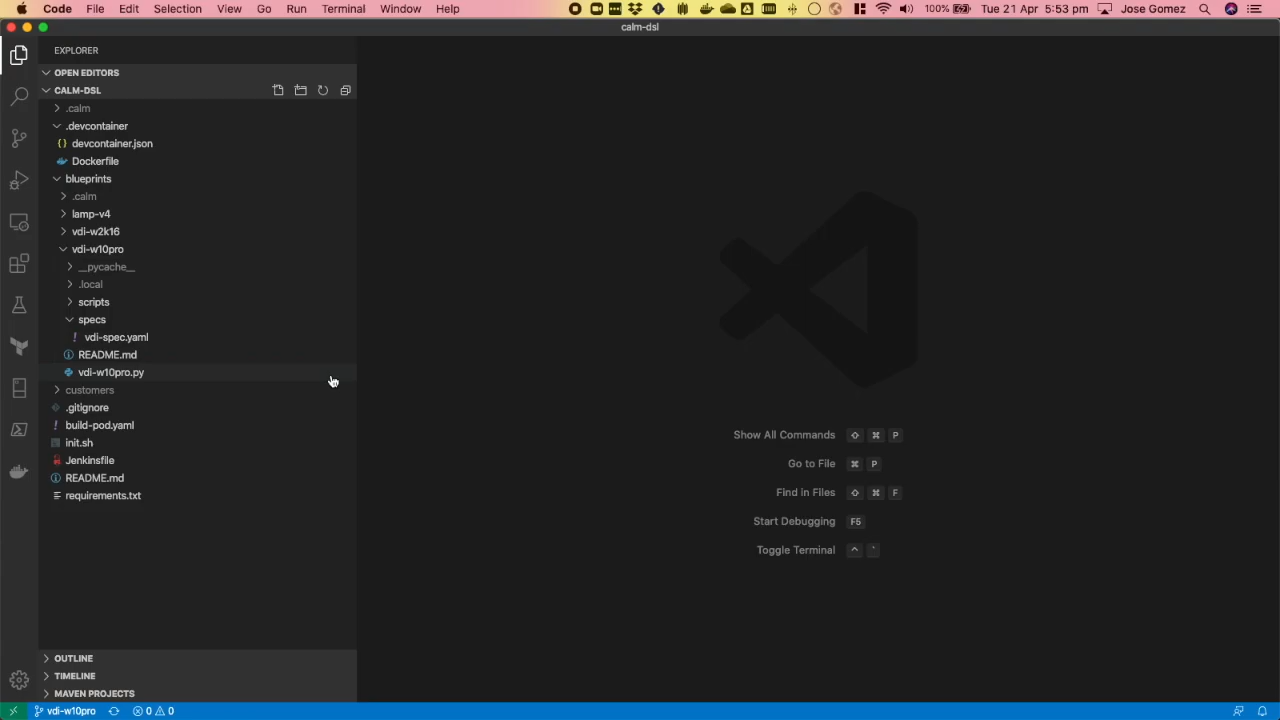 Code File Edit Selection View Go Run Terminal Window Help 100% Tue 21 Apr 5:53 pm Jose Gomez
calm-dsl
EXPLORER
OPEN EDITORS
CALM-DSL
.calm
.devcontainer
{} devcontainer.json
Dockerfile
blueprints
.calm
lamp-v4
vdi-w2k16
vdi-w10pro
__pycache__
.local
scripts
specs
! vdi-spec.yaml
README.md
vdi-w10pro.py
customers
.gitignore
! build-pod.yaml
init.sh
Jenkinsfile
README.md
requirements.txt
Show All Commands ⇧ ⌘ P
Go to File ⌘ P
Find in Files ⇧ ⌘ F
Start Debugging F5
Toggle Terminal ^ `
OUTLINE
TIMELINE
MAVEN PROJECTS
vdi-w10pro 0 0